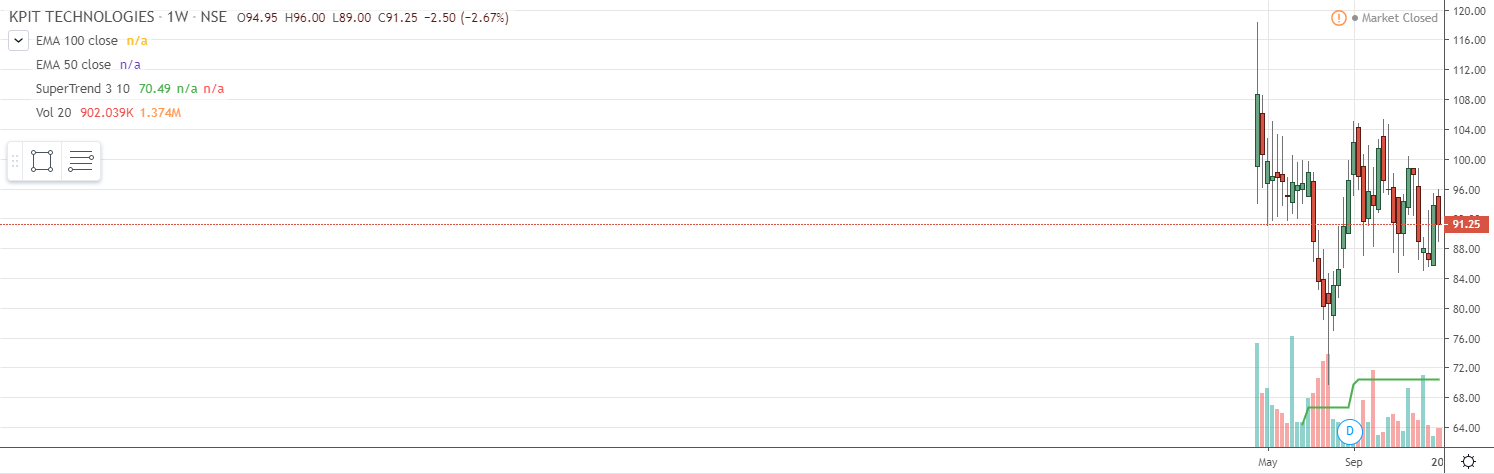 KPIT TECHNOLOGIES · 1W · NSE O94.95 H96.00 L89.00 C91.25 −2.50 (−2.67%)
Market Closed
EMA 100 close n/a
EMA 50 close n/a
SuperTrend 3 10 70.49 n/a n/a
Vol 20 902.039K 1.374M
120.00
116.00
112.00
108.00
104.00
100.00
96.00
91.25
88.00
84.00
80.00
76.00
72.00
68.00
64.00
D
May Sep 20